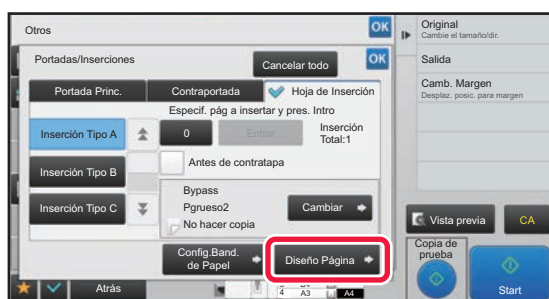 Otros
OK
Portadas/Inserciones
Cancelar todo
OK
Portada Princ.
Contraportada
Hoja de Inserción
Especif. pág a insertar y pres. Intro
Inserción Tipo A
0
Entrar
Inserción
Total:1
Antes de contratapa
Inserción Tipo B
Inserción Tipo C
Bypass
Pgrueso2
No hacer copia
Cambiar
Config.Band.
de Papel
Diseño Página
Atrás
4
A3
A4
Original
Cambie el tamaño/dir.
Salida
Camb. Margen
Desplaz. posic. para margen
Vista previa
CA
Copia de
prueba
Start